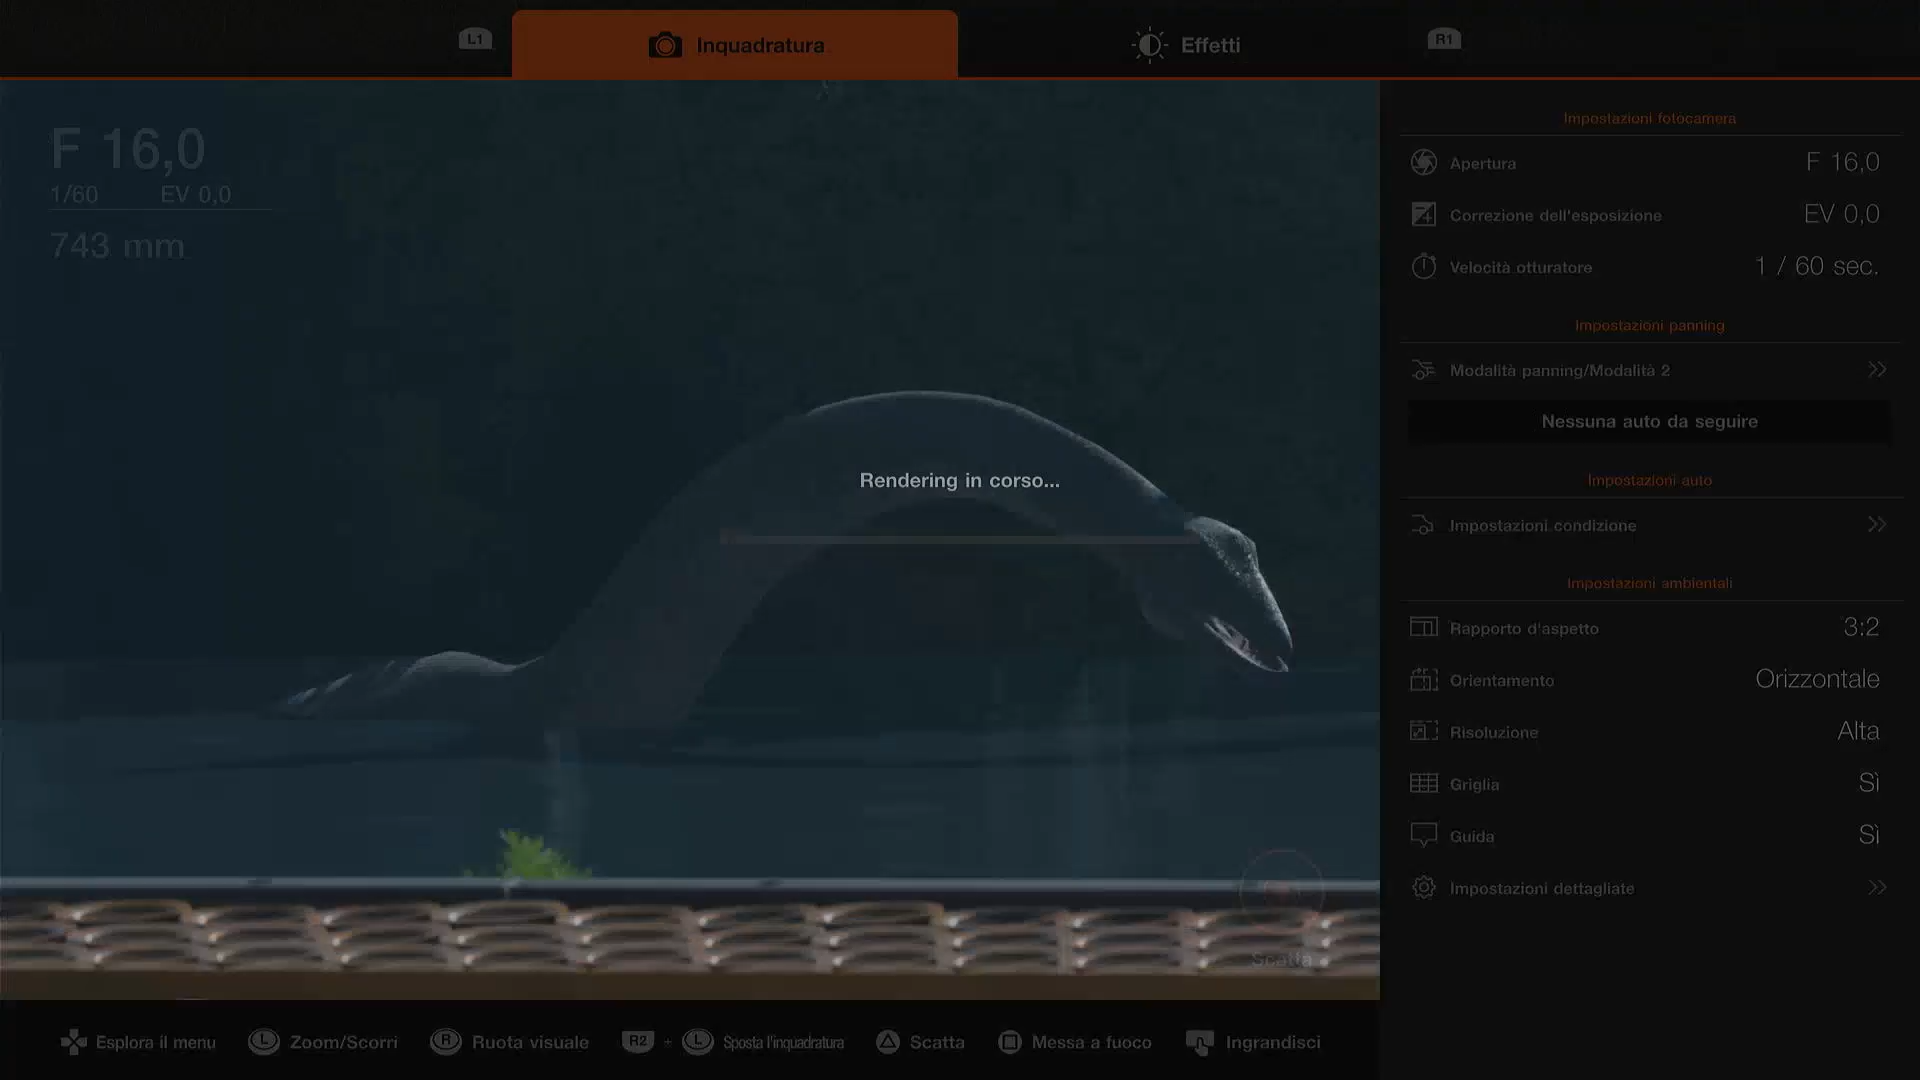 L1
Inquadratura
Effetti
R1
F 16,0
1/60 EV 0,0
743 mm
Rendering in corso...
Scatta
Impostazioni fotocamera
Apertura F 16,0
Correzione dell'esposizione EV 0,0
Velocità otturatore 1 / 60 sec.
Impostazioni panning
Modalità panning/Modalità 2
Nessuna auto da seguire
Impostazioni auto
Impostazioni condizione
Impostazioni ambientali
Rapporto d'aspetto 3:2
Orientamento Orizzontale
Risoluzione Alta
Griglia Sì
Guida Sì
Impostazioni dettagliate
Esplora il menu L Zoom/Scorri R Ruota visuale R2 + L Sposta l'inquadratura Scatta Messa a fuoco Ingrandisci